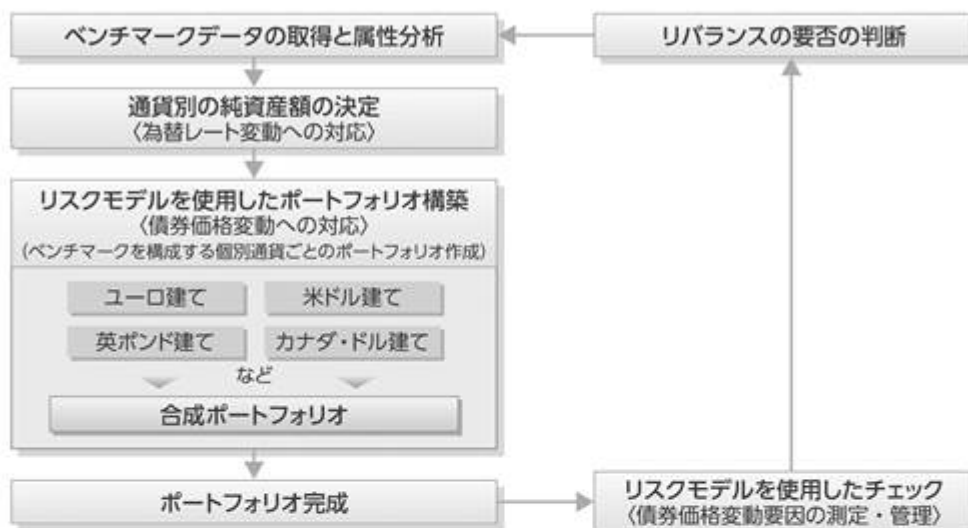 ベンチマークデータの取得と属性分析
リバランスの要否の判断
通貨別の純資産額の決定
〈為替レート変動への対応〉
リスクモデルを使用したポートフォリオ構築
〈債券価格変動への対応〉
(ベンチマークを構成する個別通貨ごとのポートフォリオ作成)
ユーロ建て
米ドル建て
英ポンド建て
カナダ・ドル建て
など
合成ポートフォリオ
ポートフォリオ完成
リスクモデルを使用したチェック
〈債券価格変動要因の測定・管理〉